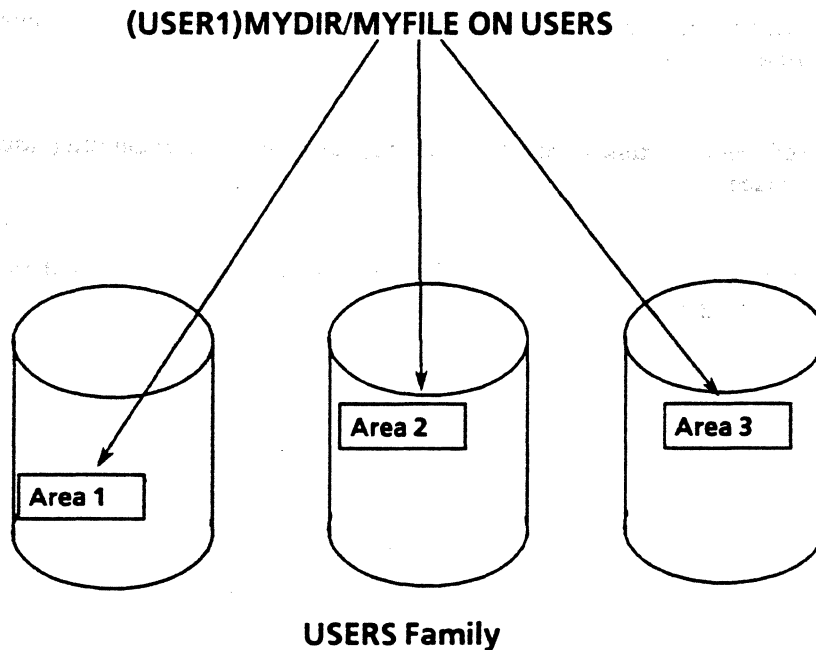 (USER1)MYDIR/MYFILE ON USERS
Area 2
Area 3
Area 1
USERS Family